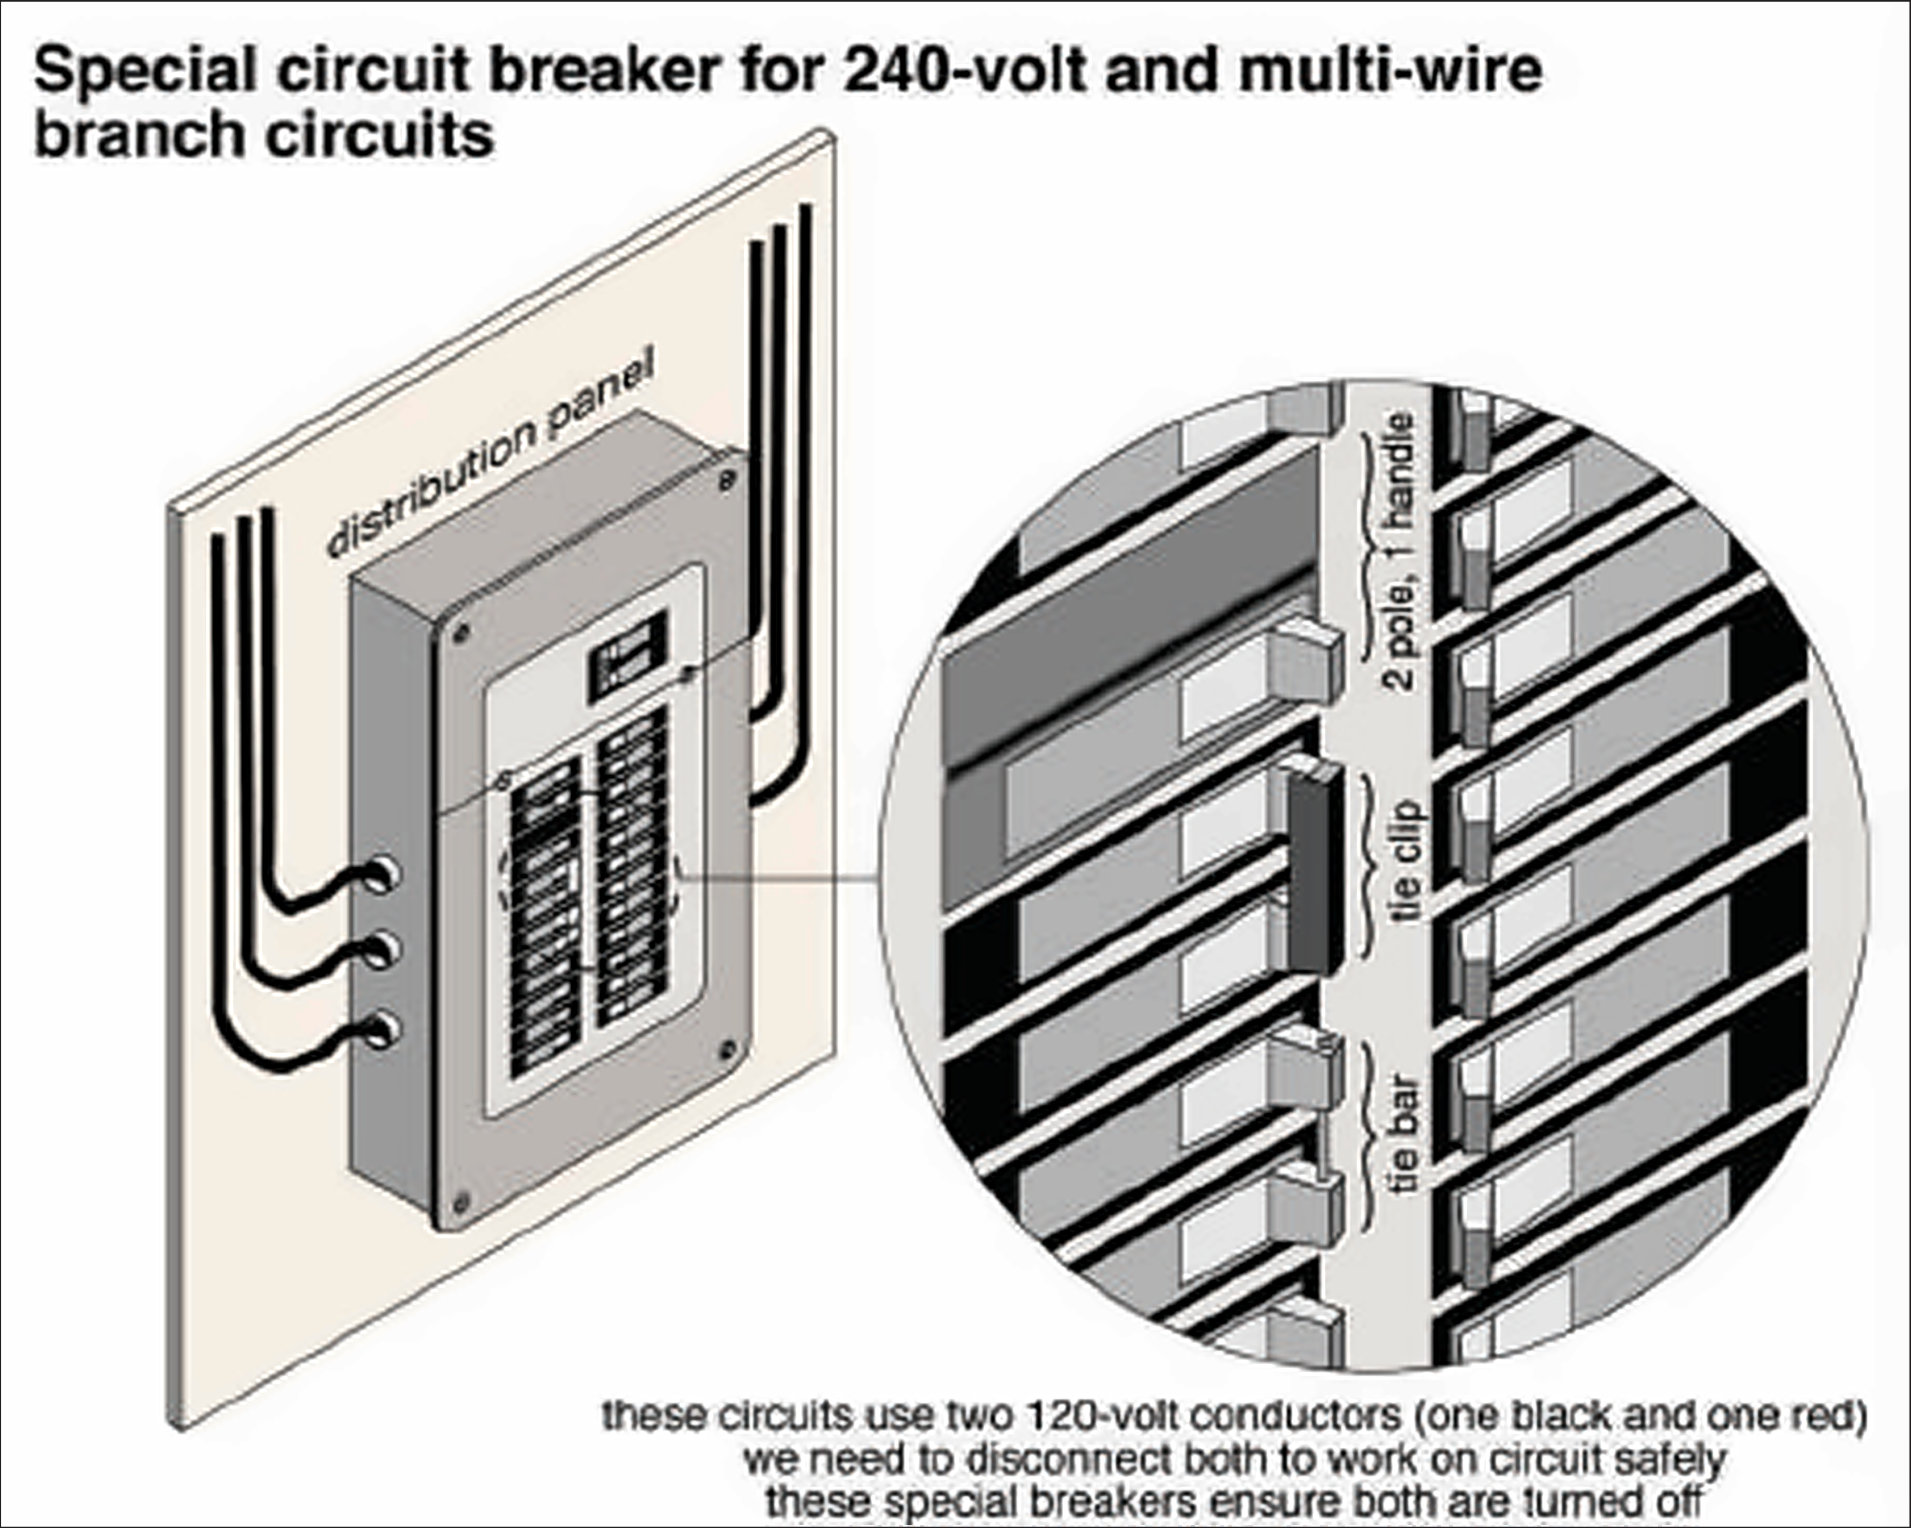 Special circuit breaker for 240-volt and multi-wire
branch circuits
distribution panel
2 pole, 1 handle
tie clip
tie bar
these circuits use two 120-volt conductors (one black and one red)
we need to disconnect both to work on circuit safely
these special breakers ensure both are turned off